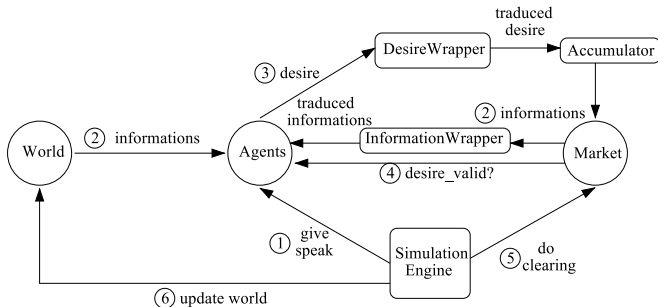 traduced
desire
DesireWrapper
Accumulator
③ desire
traduced
informations
② informations
② informations
InformationWrapper
World
Agents
Market
④ desire_valid?
① give
speak
Simulation
Engine
⑤ do
clearing
⑥ update world